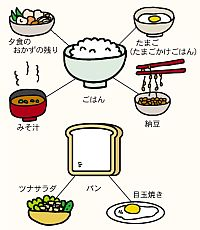 夕食の
おかずの残り
たまご
(たまごかけごはん)
ごはん
みそ汁
納豆
ツナサラダ
パン
目玉焼き